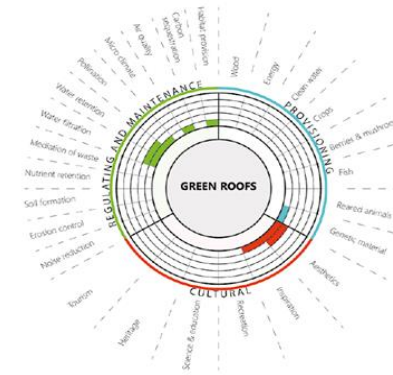 Habitat provision
Carbon
sequestration
Air quality
Micro climate
Pollination
Water retention
Water filtration
Mediation of waste
Nutrient retention
Soil formation
Erosion control
Noise reduction
Tourism
Heritage
Science & education
Recreation
Inspiration
Aesthetics
Genetic material
Reared animals
Fish
Berries & mushroo
Crops
Clean water
Energy
Wood
REGULATING AND MAINTENANCE
PROVISIONING
CULTURAL
GREEN ROOFS